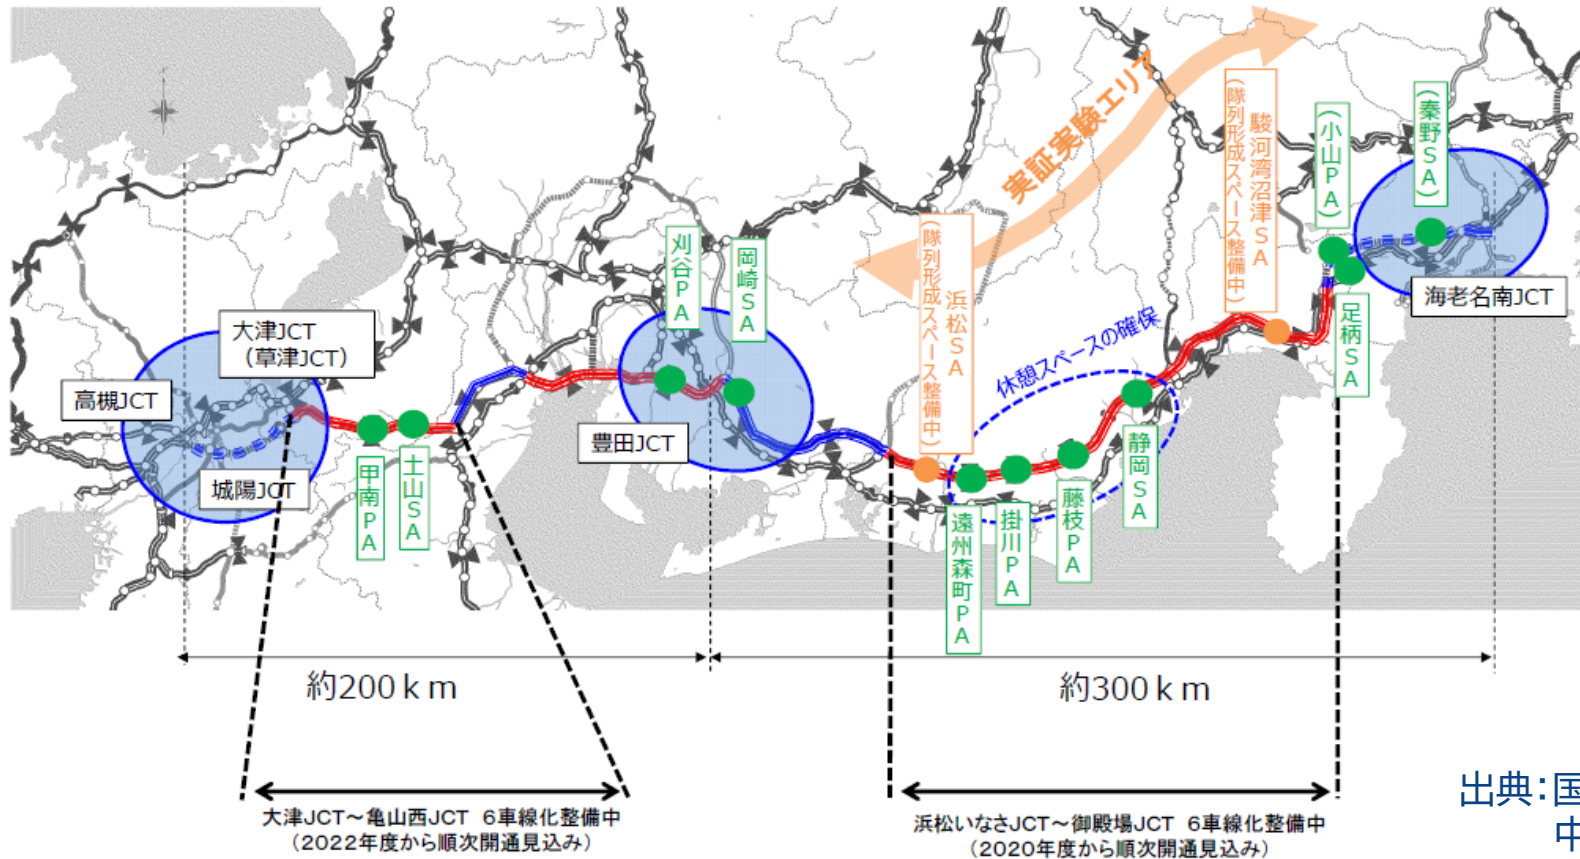 実証実験エリア
駿河湾沼津SA
(隊列形成スペース整備中)
(小山PA)
(秦野SA)
刈谷PA
岡崎SA
浜松SA
(隊列形成スペース整備中)
海老名南JCT
足柄SA
休憩スペースの確保
大津JCT
(草津JCT)
高槻JCT
城陽JCT
豊田JCT
甲南PA
土山SA
静岡SA
藤枝PA
掛川PA
遠州森町PA
約200km
約300km
大津JCT～亀山西JCT 6車線化整備中
(2022年度から順次開通見込み)
浜松いなさJCT～御殿場JCT 6車線化整備中
(2020年度から順次開通見込み)
出典：国
中